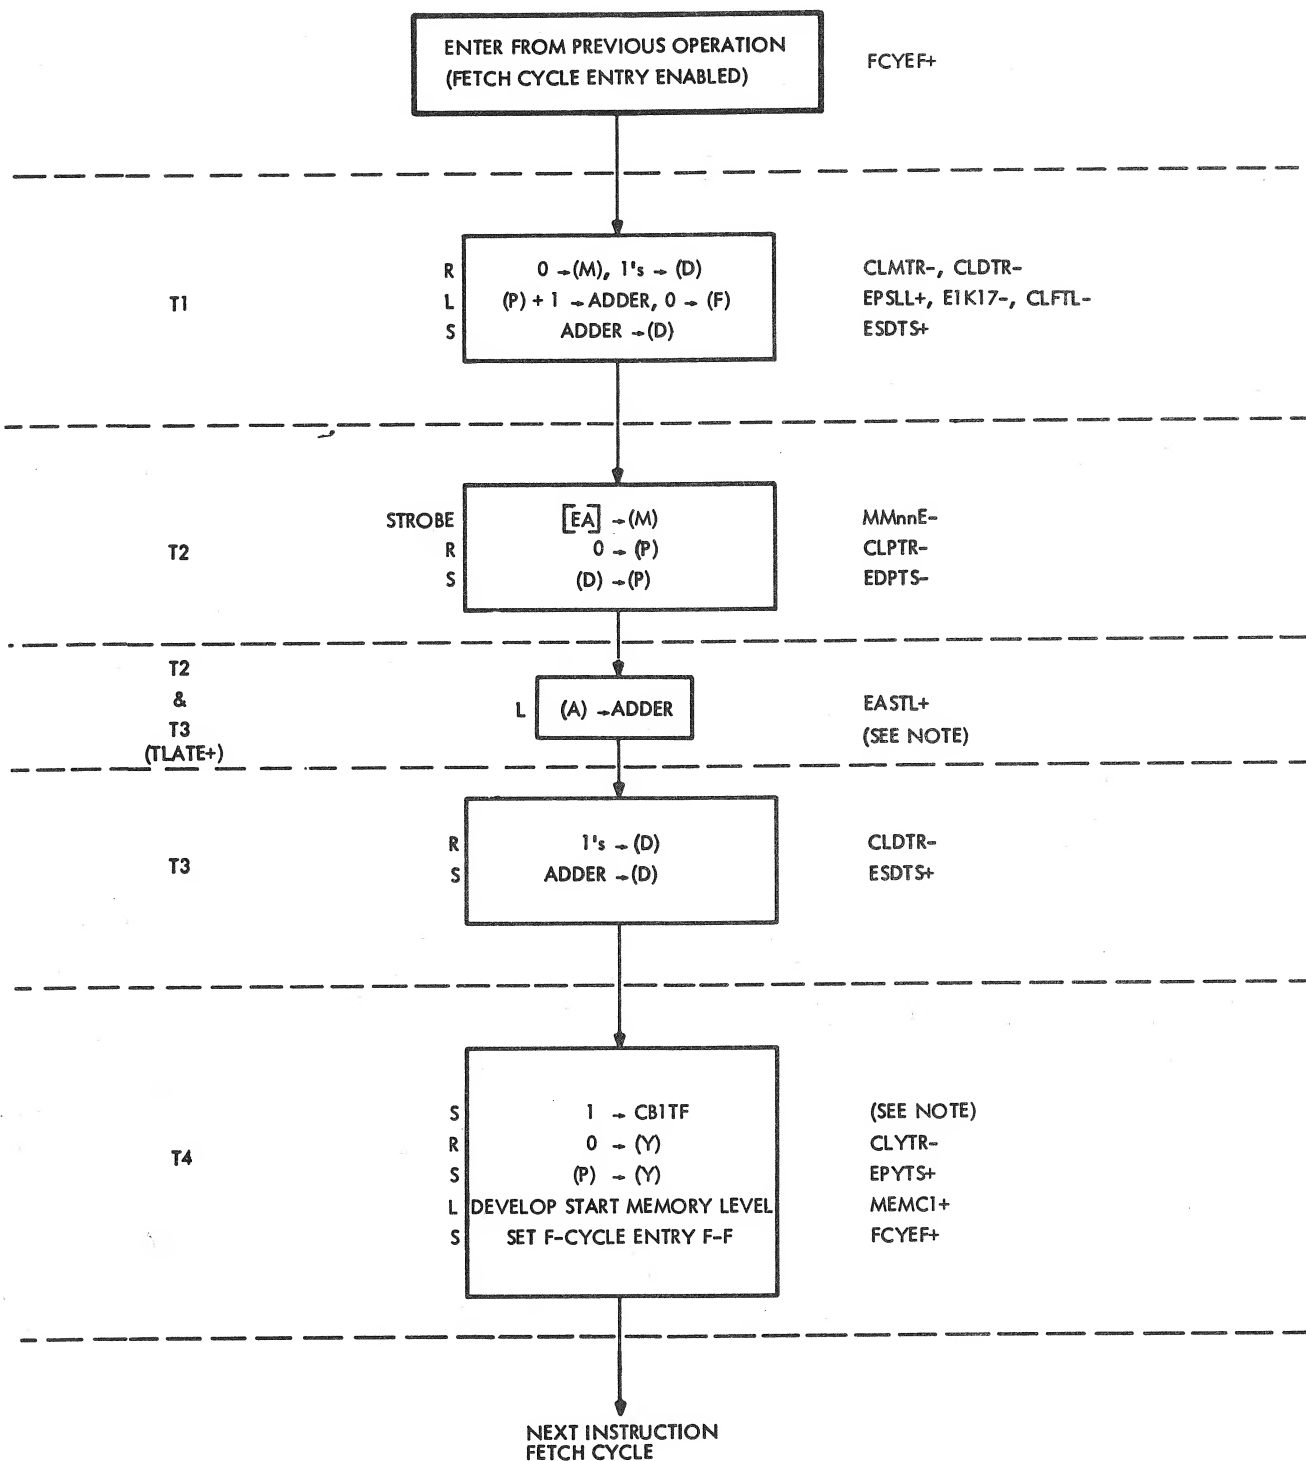 ENTER FROM PREVIOUS OPERATION
(FETCH CYCLE ENTRY ENABLED)
FCYEF+
T1
R 0 → (M), 1's → (D) CLMTR-, CLDTR-
L (P) + 1 → ADDER, 0 → (F) EPSLL+, E1K17-, CLFTL-
S ADDER → (D) ESDTS+
T2
STROBE [EA] → (M) MMnnE-
R 0 → (P) CLPTR-
S (D) → (P) EDPTS-
T2
&
T3
(TLATE+)
L (A) → ADDER EASTL+
(SEE NOTE)
T3
R 1's → (D) CLDTR-
S ADDER → (D) ESDTS+
T4
S 1 → CB1TF (SEE NOTE)
R 0 → (Y) CLYTR-
S (P) → (Y) EPYTS+
L DEVELOP START MEMORY LEVEL MEMC1+
S SET F-CYCLE ENTRY F-F FCYEF+
NEXT INSTRUCTION
FETCH CYCLE